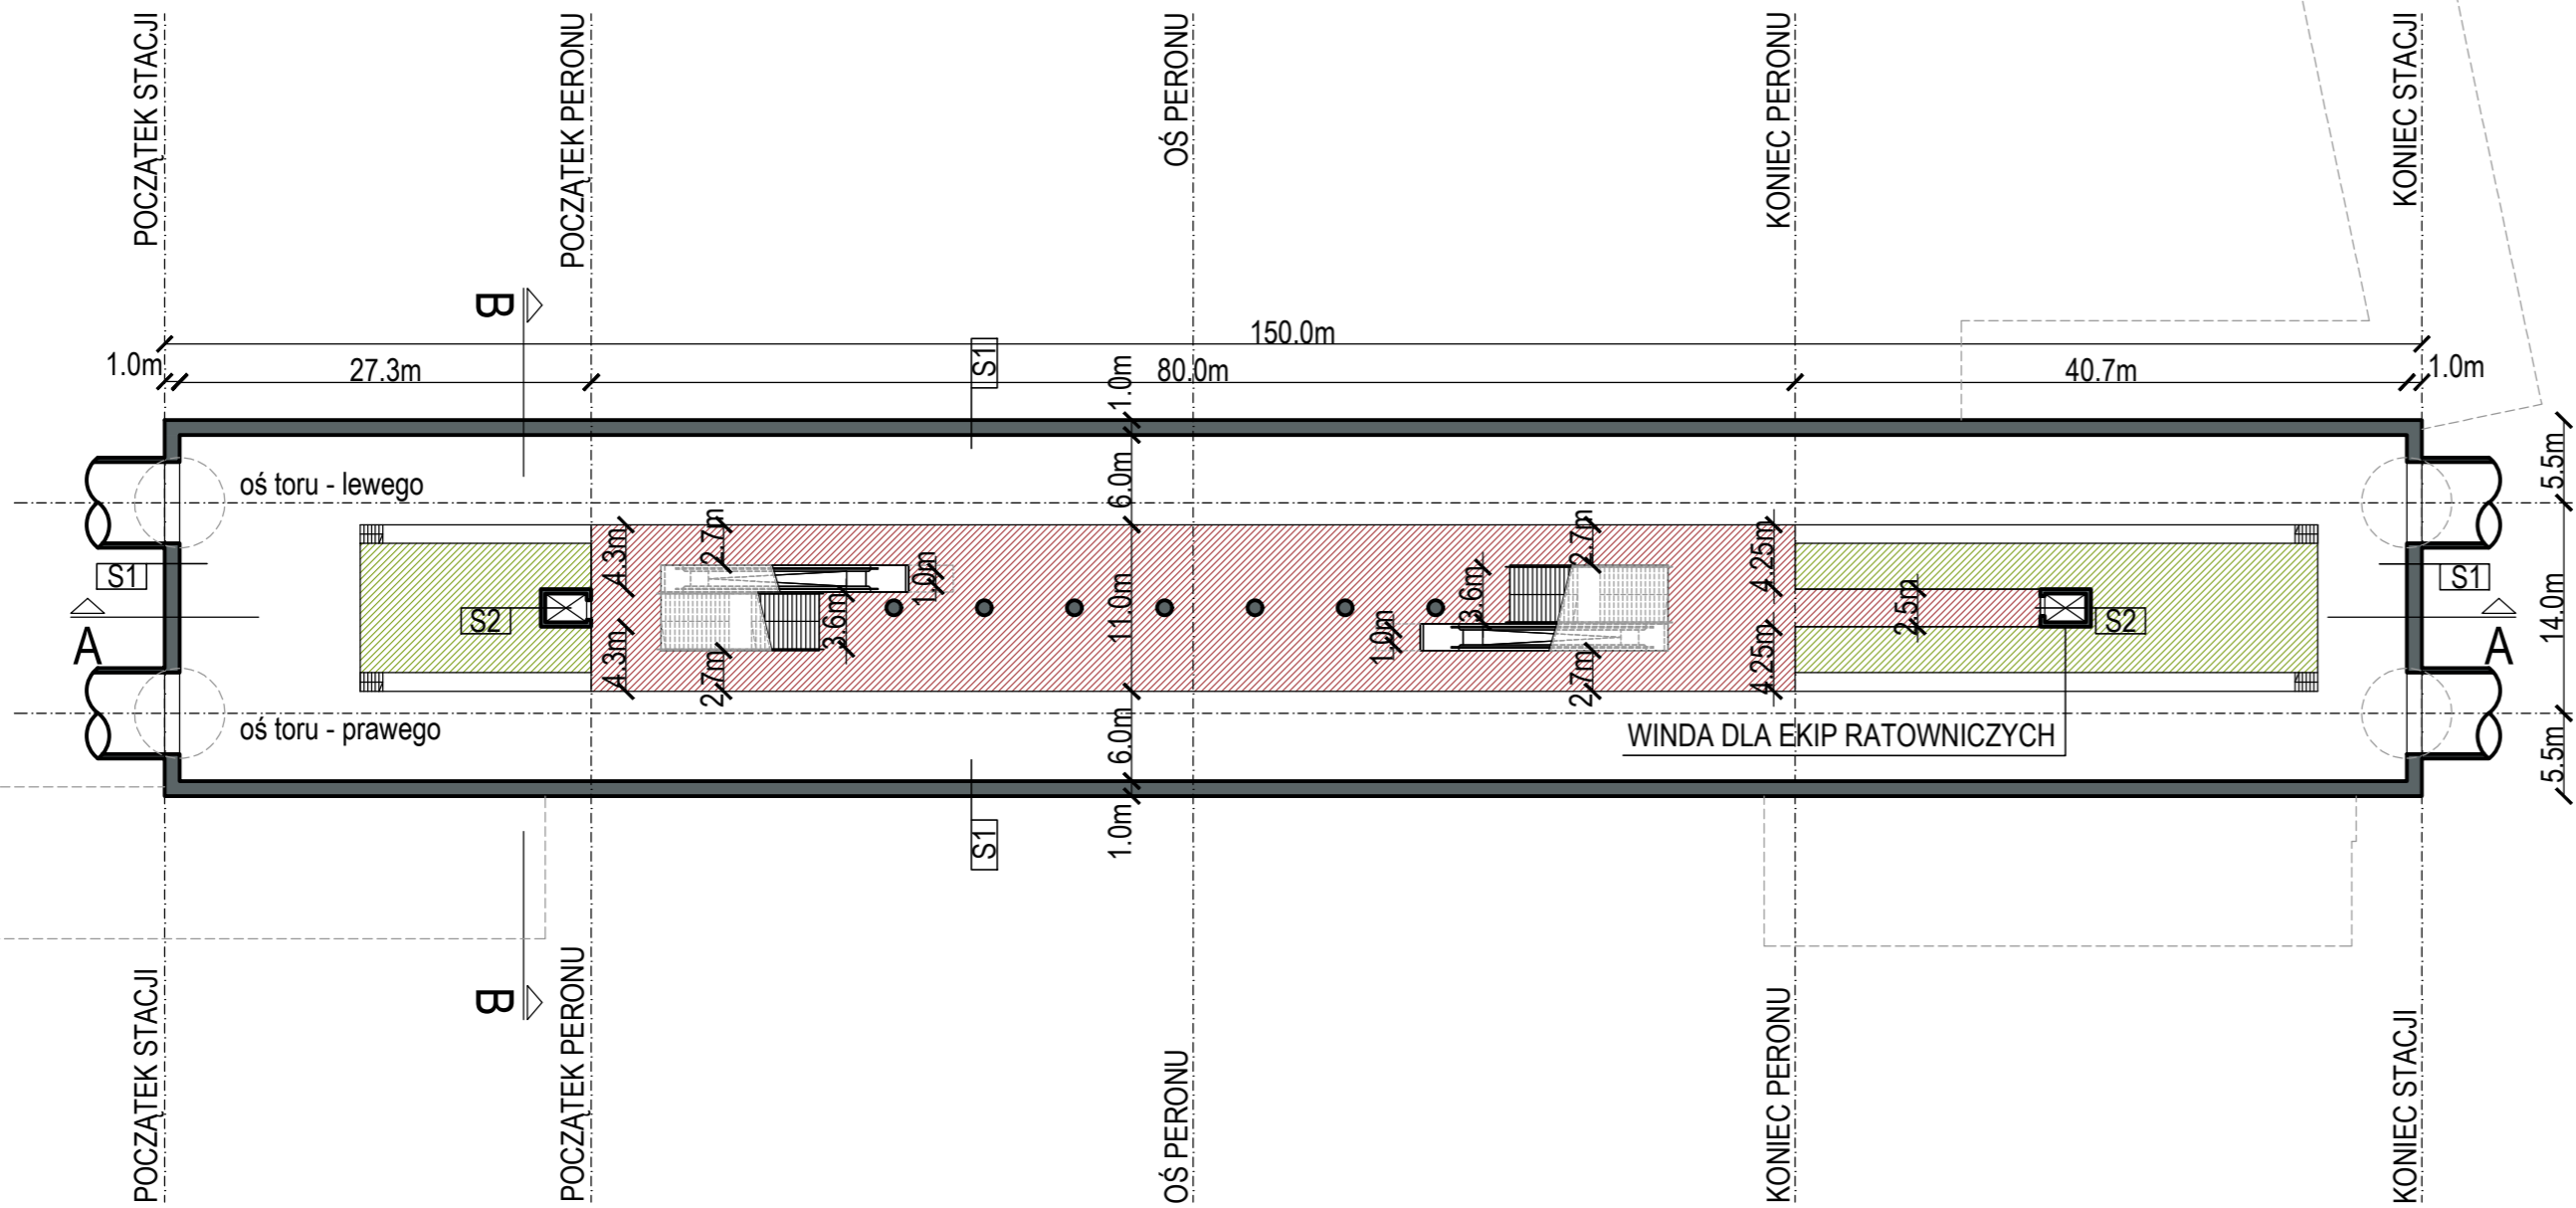 POCZĄTEK STACJI
POCZĄTEK PERONU
OŚ PERONU
KONIEC PERONU
KONIEC STACJI
B
150.0m
1.0m
27.3m
S1
1.0m
80.0m
40.7m
1.0m
oś toru - lewego
6.0m
5.5m
4.3m
2.7m
1.0m
2.7m
4.25m
S1
S1
A
S2
3.6m
11.0m
3.6m
1.0m
2.5m
S2
14.0m
A
4.3m
2.7m
2.7m
4.25m
oś toru - prawego
6.0m
WINDA DLA EKIP RATOWNICZYCH
5.5m
S1
1.0m
B
POCZĄTEK STACJI
POCZĄTEK PERONU
OŚ PERONU
KONIEC PERONU
KONIEC STACJI